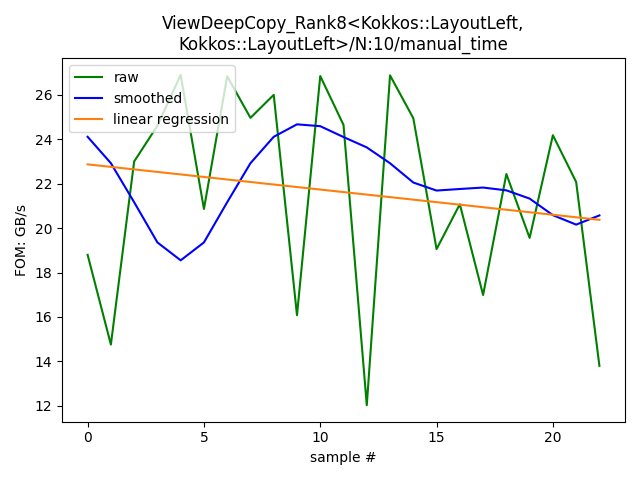 ViewDeepCopy_Rank8<Kokkos::LayoutLeft,
Kokkos::LayoutLeft>/N:10/manual_time
raw
smoothed
linear regression
FOM: GB/s
26
24
22
20
18
16
14
12
0 5 10 15 20
sample #